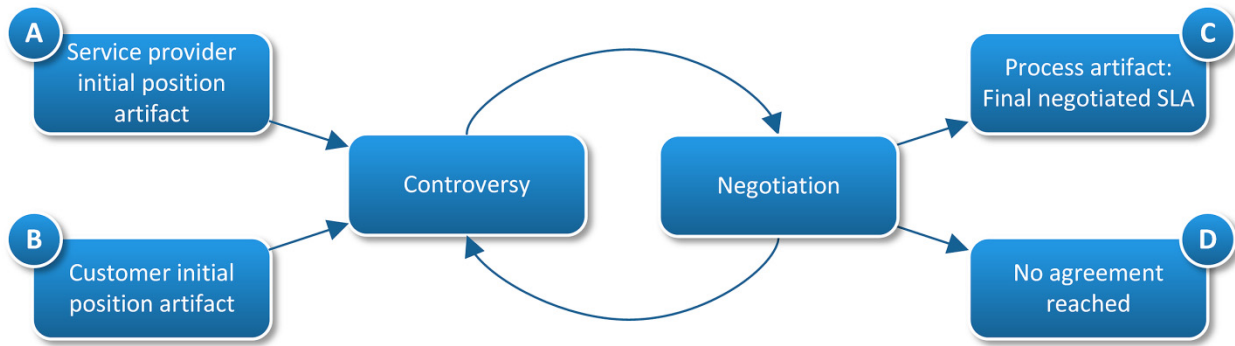 A
Service provider
initial position
artifact
B
Customer initial
position artifact
Controversy
Negotiation
C
Process artifact:
Final negotiated SLA
D
No agreement
reached